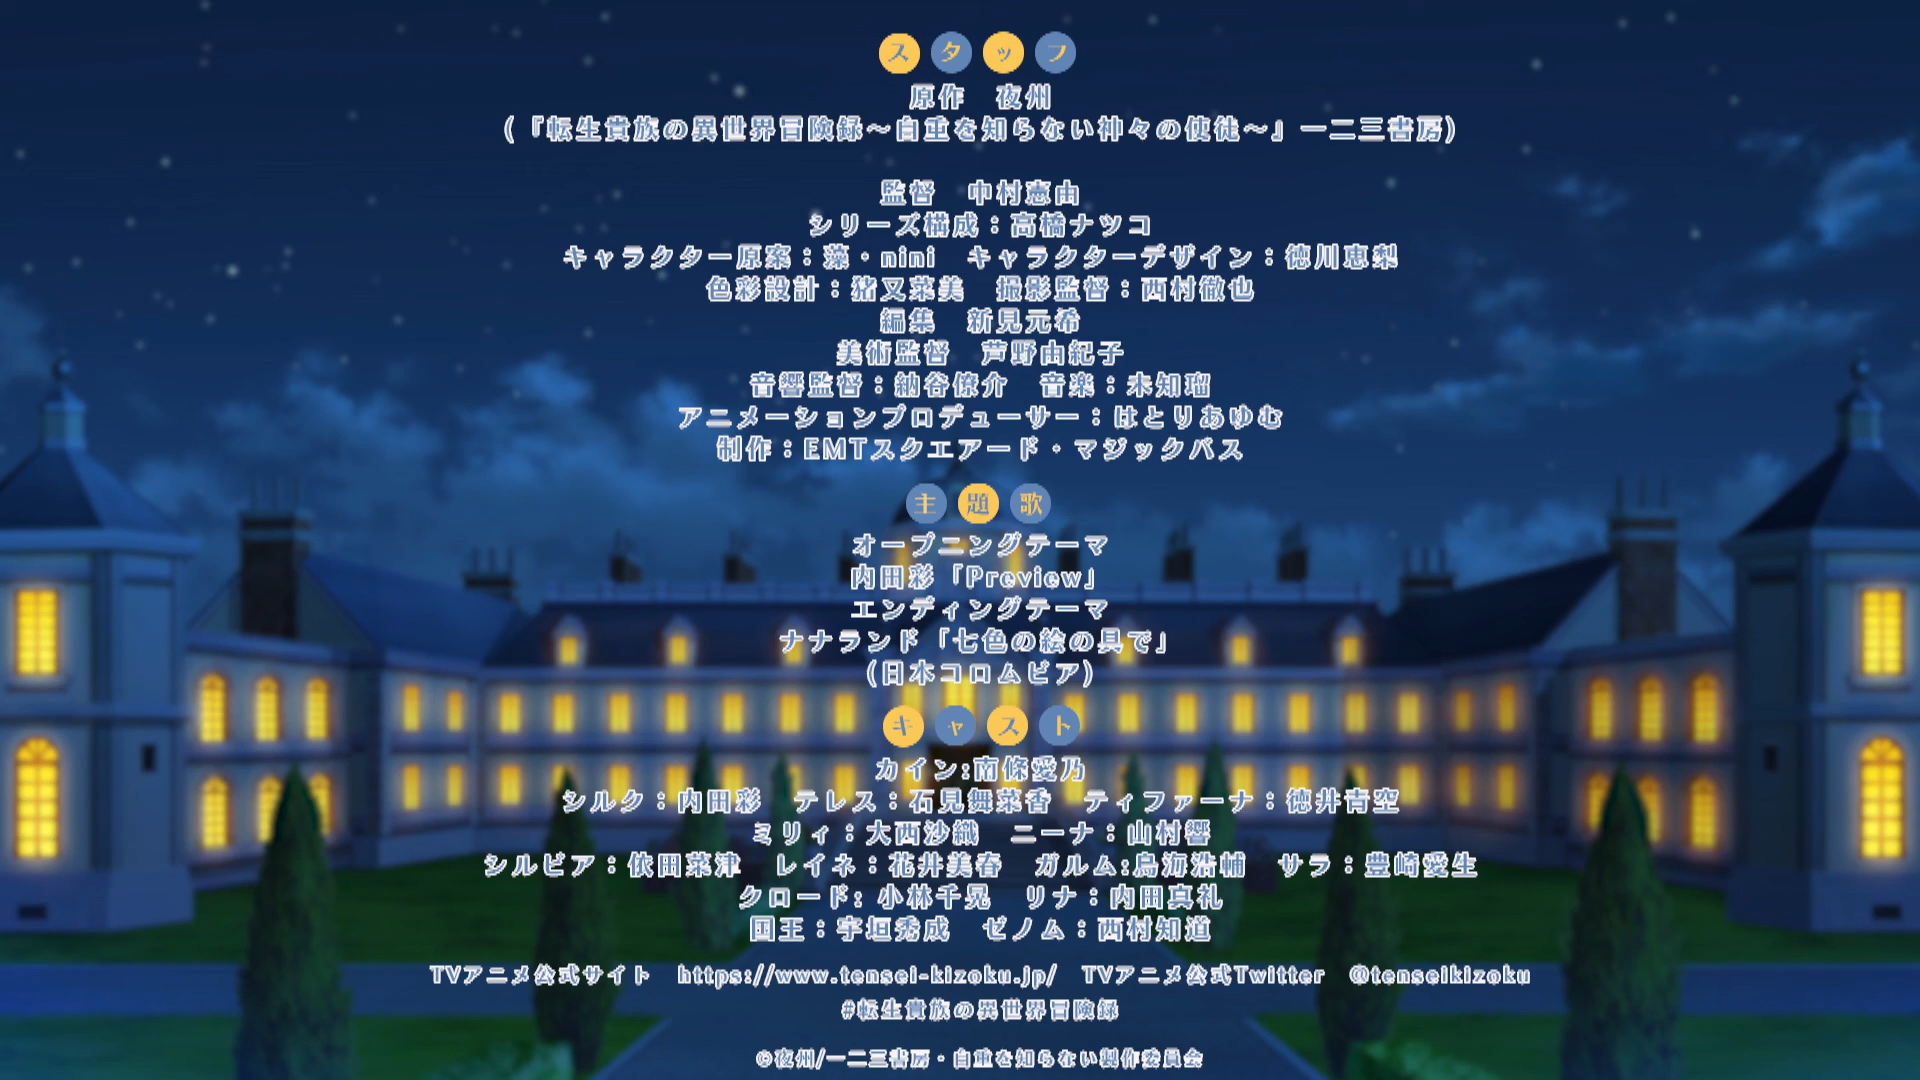 スタッフ
原作　夜州
(『転生貴族の異世界冒険録～自重を知らない神々の使徒～』一二三書房)
監督　中村憲由
シリーズ構成：高橋ナツコ
キャラクター原案：藻・nini　キャラクターデザイン：徳川恵梨
色彩設計：猪又菜美　撮影監督：西村徹也
編集　新見元希
美術監督　芦野由紀子
音響監督：納谷僚介　音楽：未知瑠
アニメーションプロデューサー：はとりあゆむ
制作：EMTスクエアード・マジックバス
主題歌
オープニングテーマ
内田彩「Preview」
エンディングテーマ
ナナランド「七色の絵の具で」
(日本コロムビア)
キャスト
カイン:南條愛乃
シルク：内田彩　テレス：石見舞菜香　ティファーナ：徳井青空
ミリィ：大西沙織　ニーナ：山村響
シルビア：依田菜津　レイネ：花井美春　ガルム:鳥海浩輔　サラ：豊崎愛生
クロード: 小林千晃　リナ：内田真礼
国王：宇垣秀成　ゼノム：西村知道
TVアニメ公式サイト　https://www.tensei-kizoku.jp/　TVアニメ公式Twitter　@tenseikizoku
#転生貴族の異世界冒険録
©夜州/一二三書房・自重を知らない製作委員会